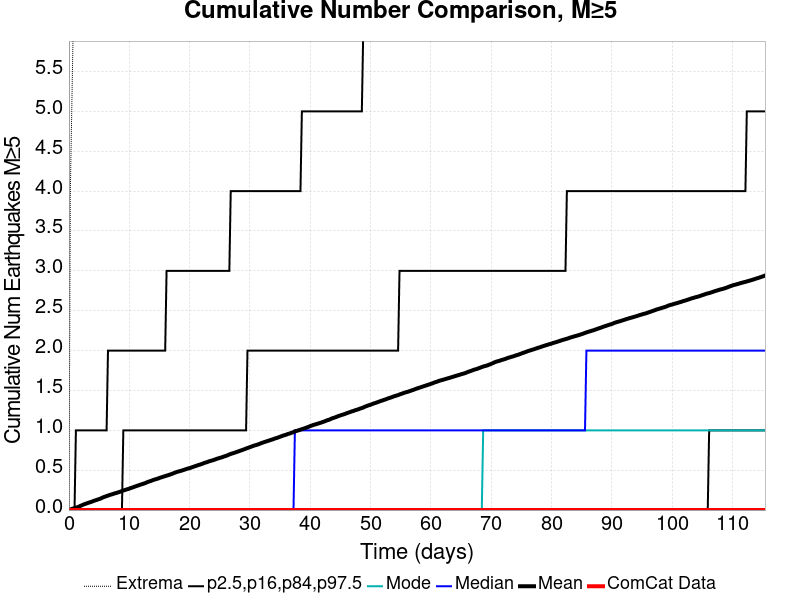 Cumulative Number Comparison, M≥5
Cumulative Num Earthquakes M≥5
5.5
5.0
4.5
4.0
3.5
3.0
2.5
2.0
1.5
1.0
0.5
0.0
0 10 20 30 40 50 60 70 80 90 100 110
Time (days)
Extrema p2.5,p16,p84,p97.5 Mode Median Mean ComCat Data